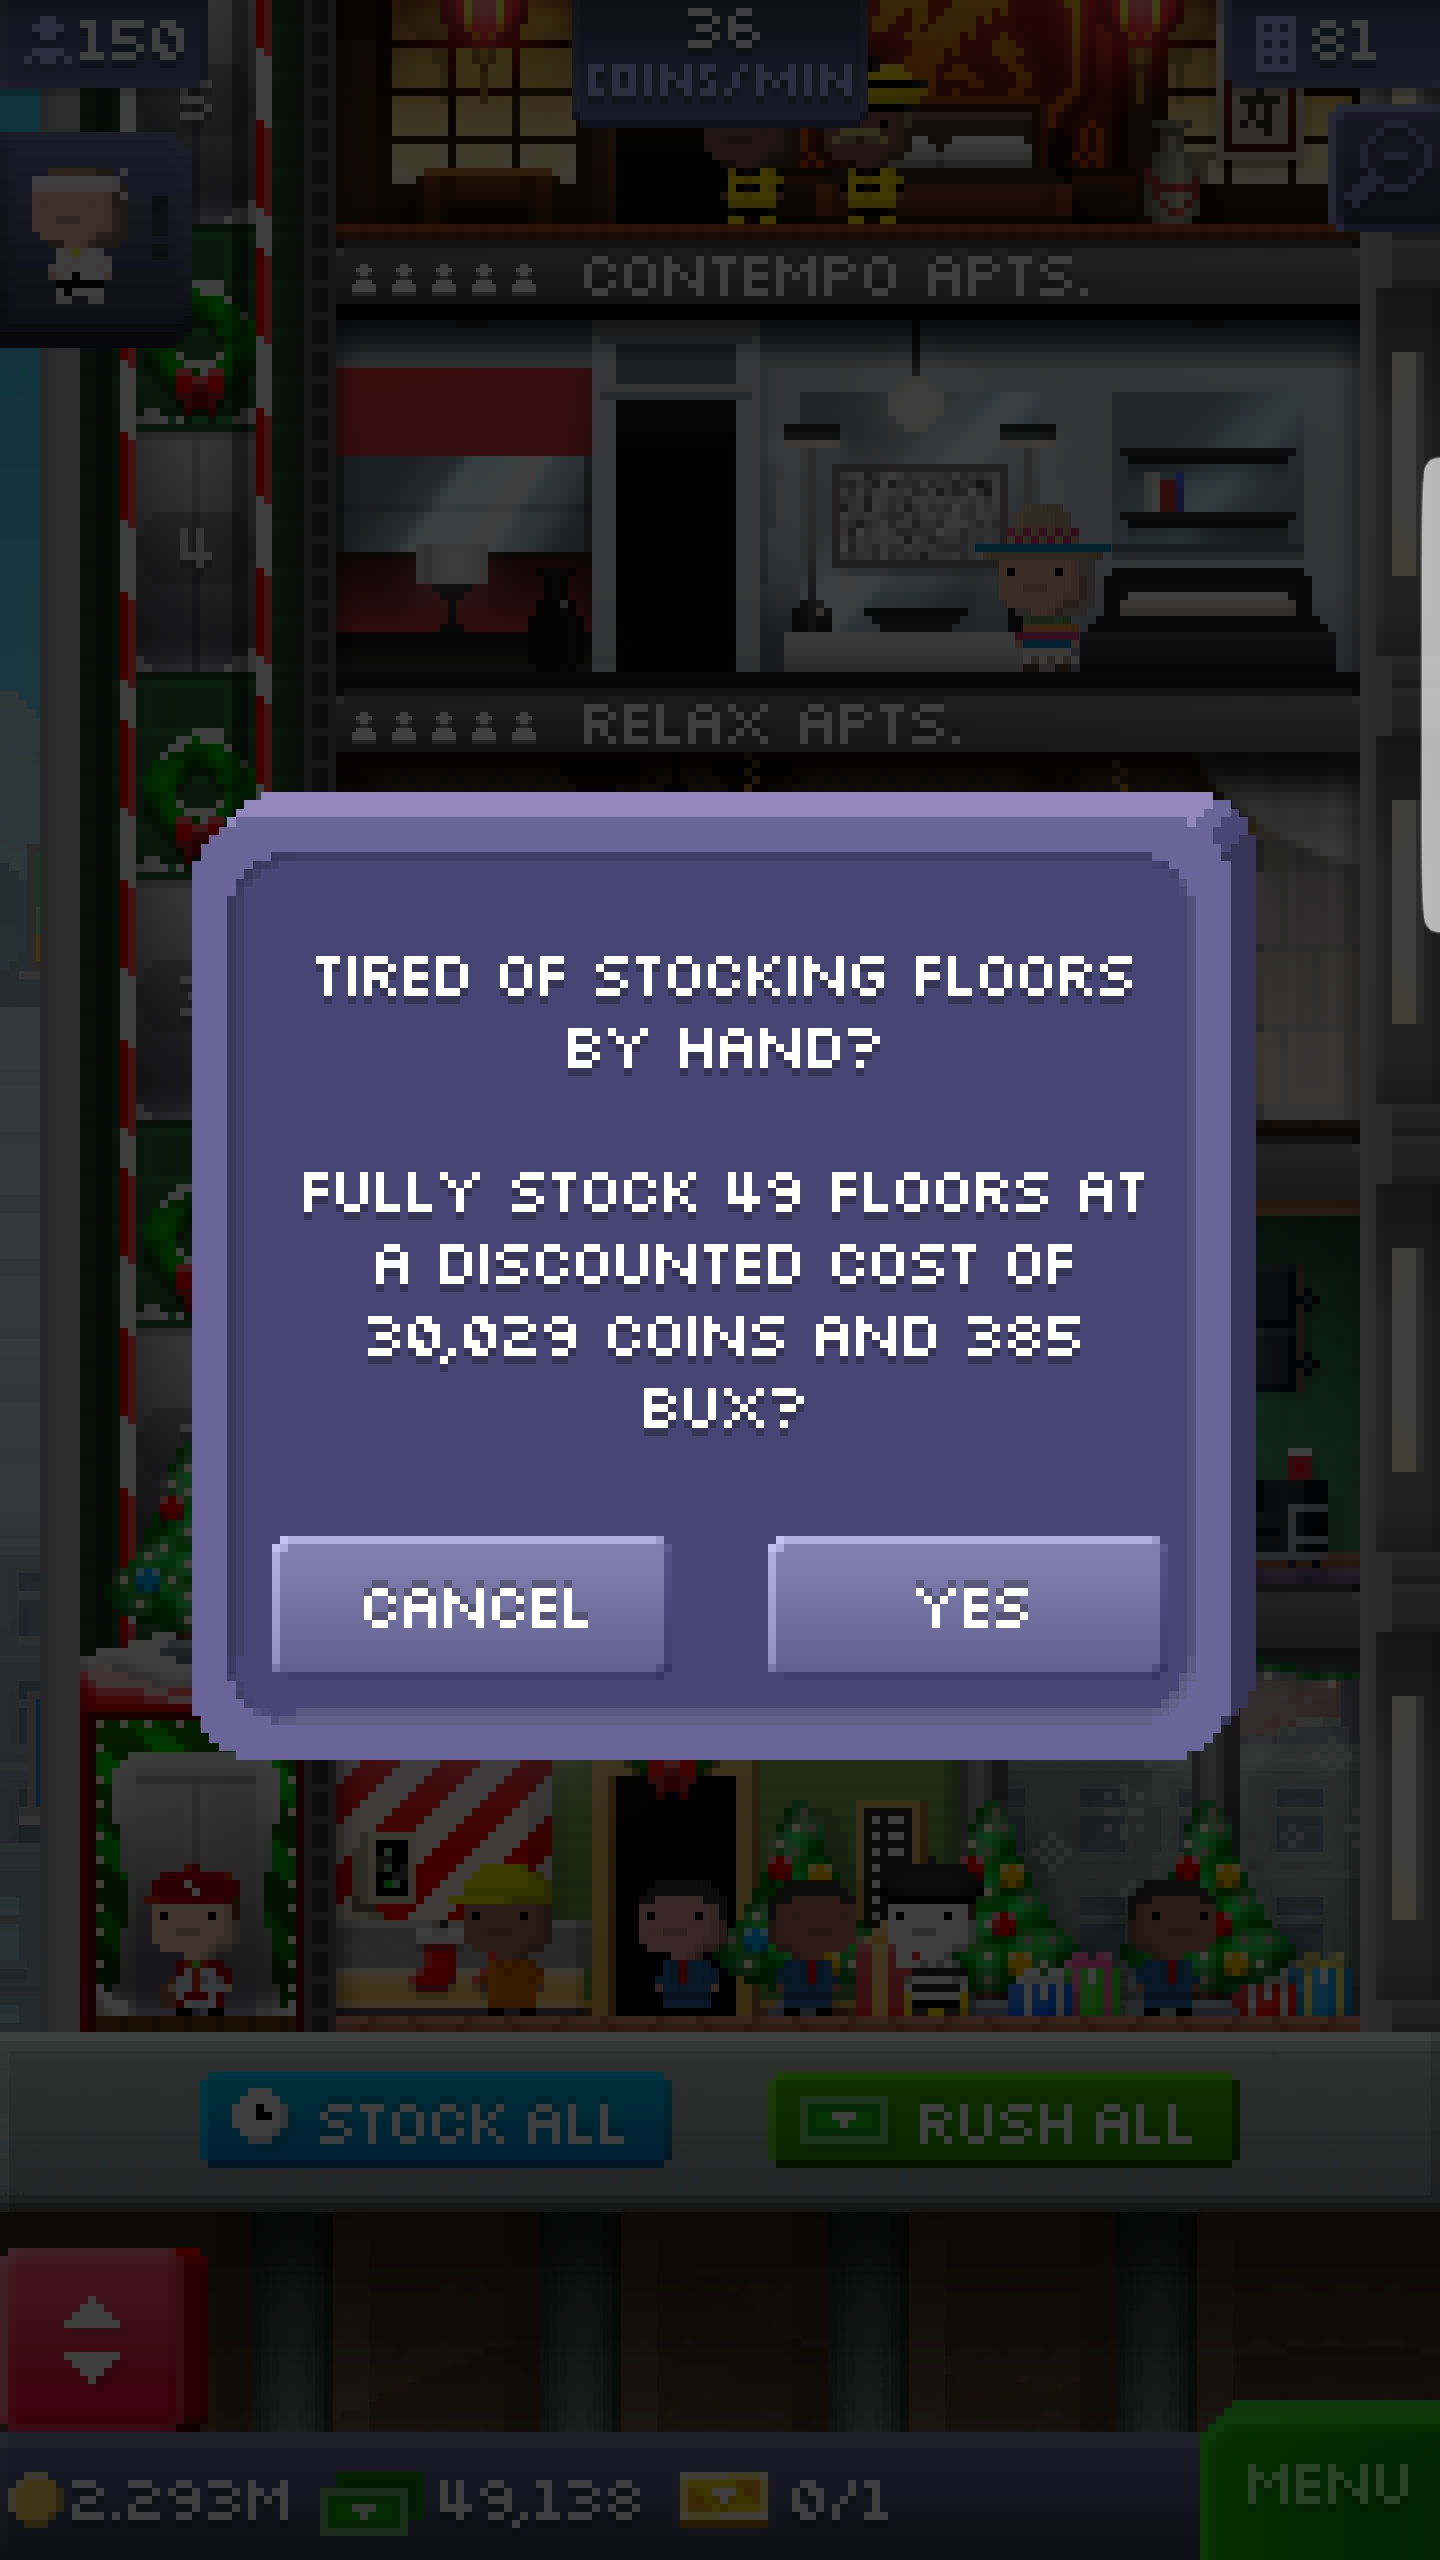 150
36
COINS/MIN
81
5
CONTEMPO APTS.
4
RELAX APTS.
TIRED OF STOCKING FLOORS
BY HAND?
FULLY STOCK 49 FLOORS AT
A DISCOUNTED COST OF
30,029 COINS AND 385
BUX?
CANCEL
YES
STOCK ALL
RUSH ALL
2.293M
49,138
0/1
MENU